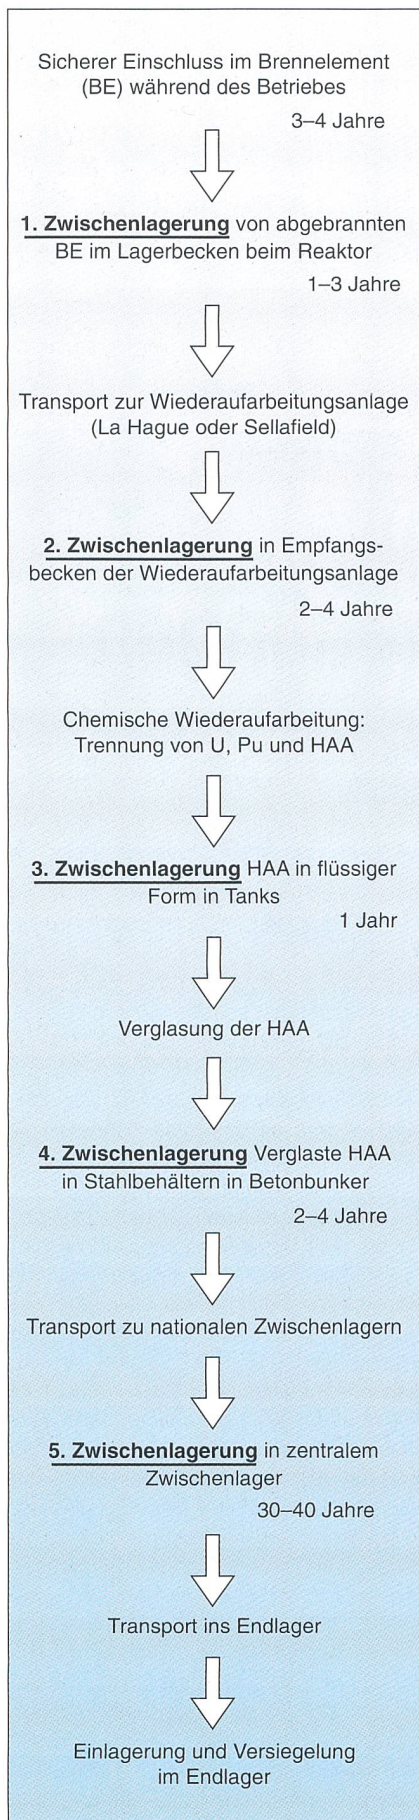 Sicherer Einschluss im Brennelement
(BE) während des Betriebes
3–4 Jahre
1. Zwischenlagerung von abgebrannten
BE im Lagerbecken beim Reaktor
1–3 Jahre
Transport zur Wiederaufarbeitungsanlage
(La Hague oder Sellafield)
2. Zwischenlagerung in Empfangs-
becken der Wiederaufarbeitungsanlage
2–4 Jahre
Chemische Wiederaufarbeitung:
Trennung von U, Pu und HAA
3. Zwischenlagerung HAA in flüssiger
Form in Tanks
1 Jahr
Verglasung der HAA
4. Zwischenlagerung Verglaste HAA
in Stahlbehältern in Betonbunker
2–4 Jahre
Transport zu nationalen Zwischenlagern
5. Zwischenlagerung in zentralem
Zwischenlager
30–40 Jahre
Transport ins Endlager
Einlagerung und Versiegelung
im Endlager